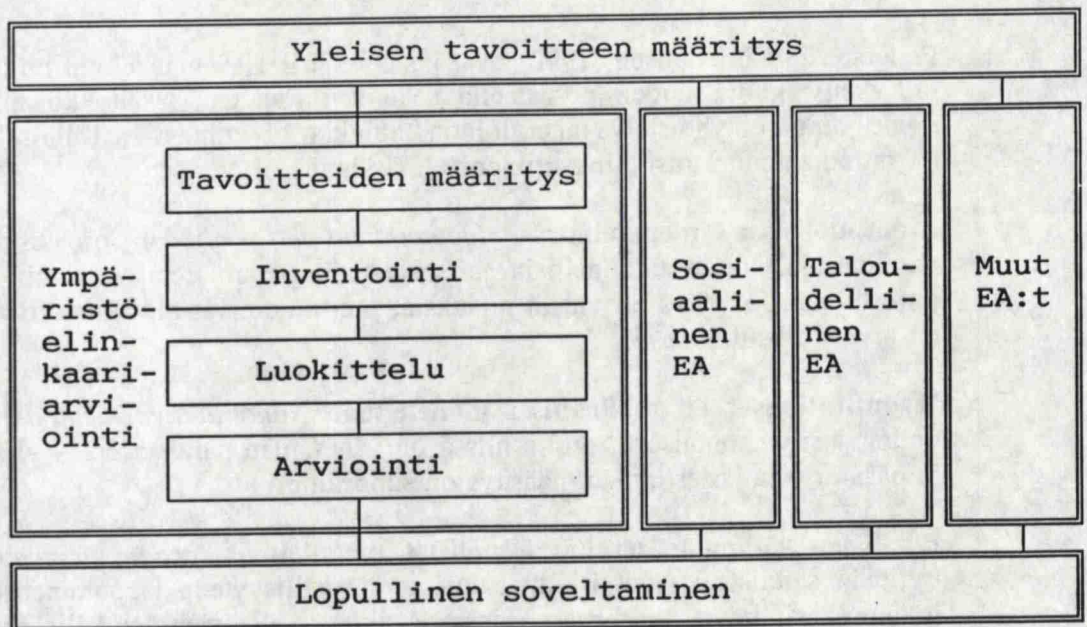 Yleisen tavoitteen määritys
Tavoitteiden määritys
Ympä-
ristö-
elin-
kaari-
arvi-
ointi
Inventointi
Luokittelu
Arviointi
Sosi-
aali-
nen
EA
Talou-
delli-
nen
EA
Muut
EA:t
Lopullinen soveltaminen